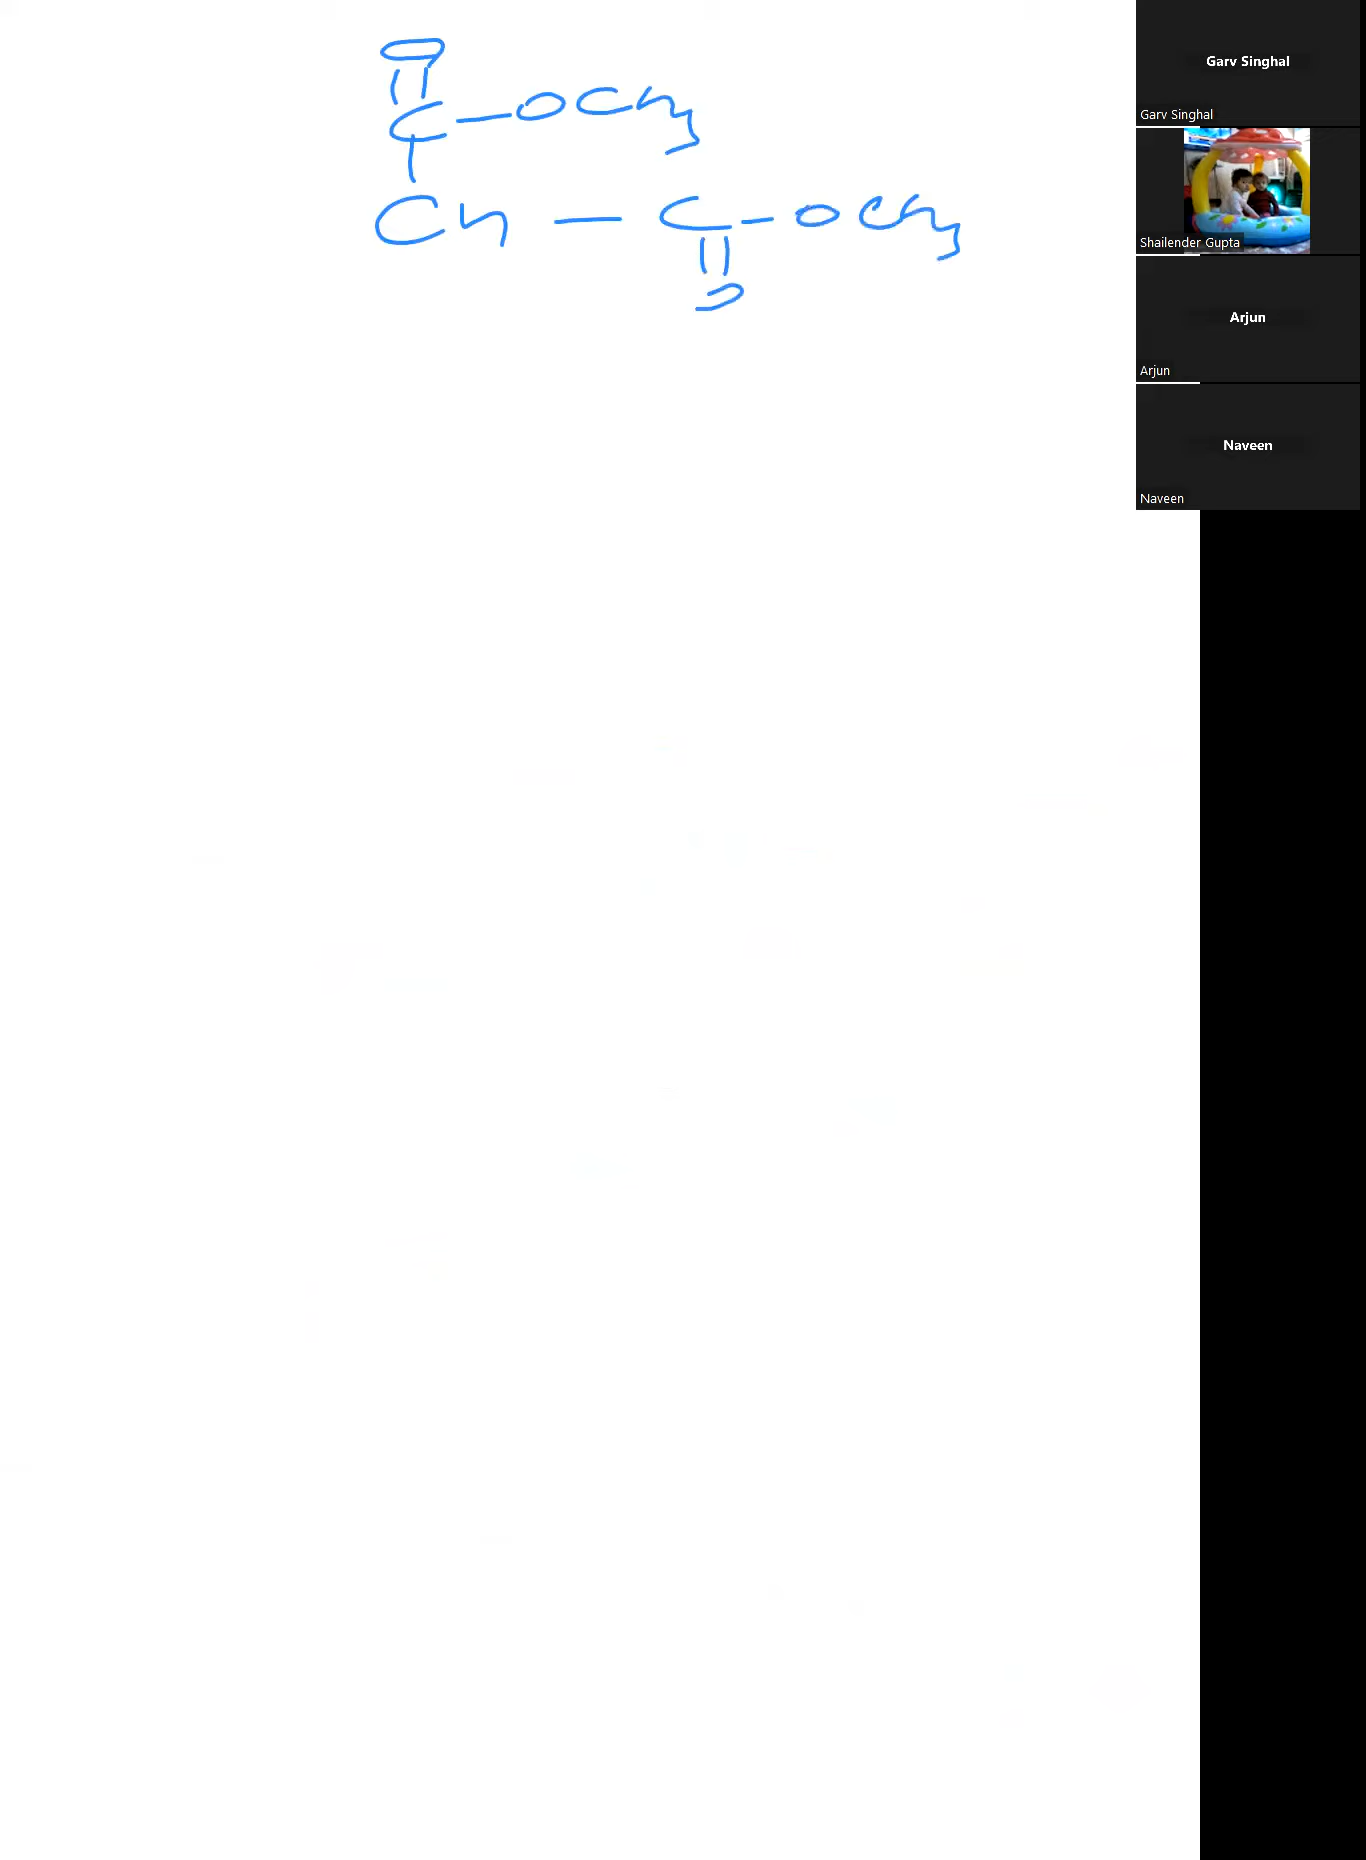 O
||
C — OCH3
|
CH — C - OCH3
||
O
Garv Singhal
Garv Singhal
Shailender Gupta
Arjun
Arjun
Naveen
Naveen